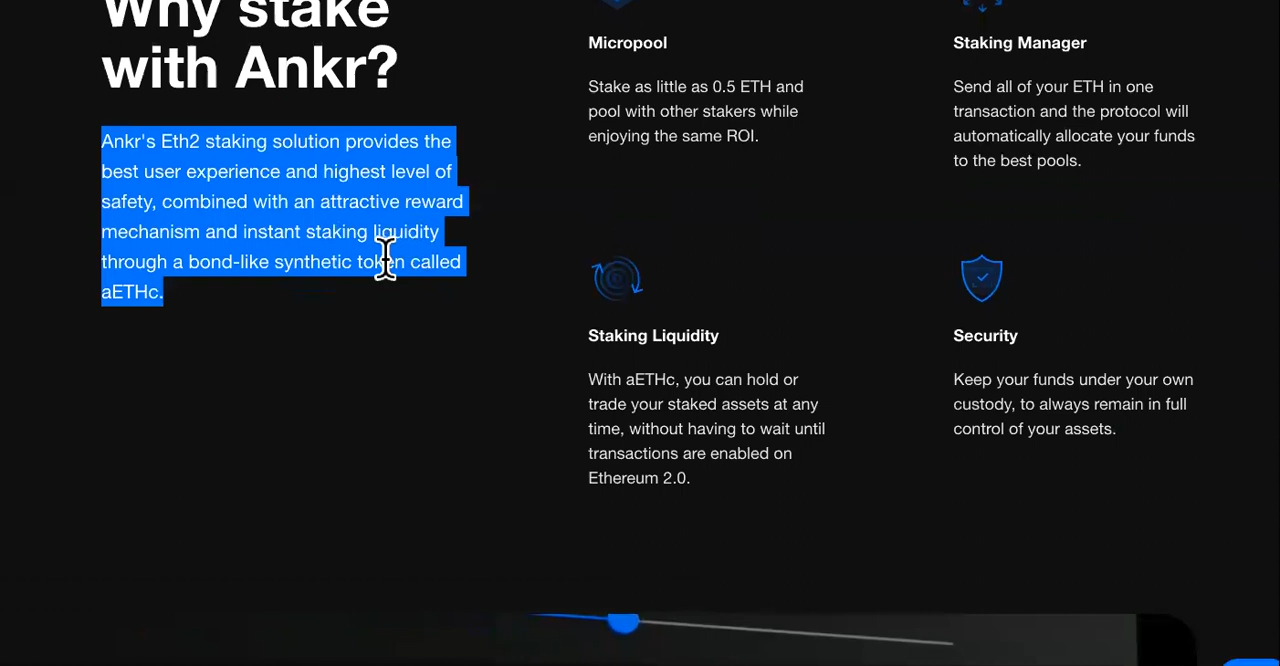 Why stake
with Ankr?
Ankr's Eth2 staking solution provides the
best user experience and highest level of
safety, combined with an attractive reward
mechanism and instant staking liquidity
through a bond-like synthetic token called
aETHc.
Micropool
Stake as little as 0.5 ETH and
pool with other stakers while
enjoying the same ROI.
Staking Manager
Send all of your ETH in one
transaction and the protocol will
automatically allocate your funds
to the best pools.
Staking Liquidity
With aETHc, you can hold or
trade your staked assets at any
time, without having to wait until
transactions are enabled on
Ethereum 2.0.
Security
Keep your funds under your own
custody, to always remain in full
control of your assets.